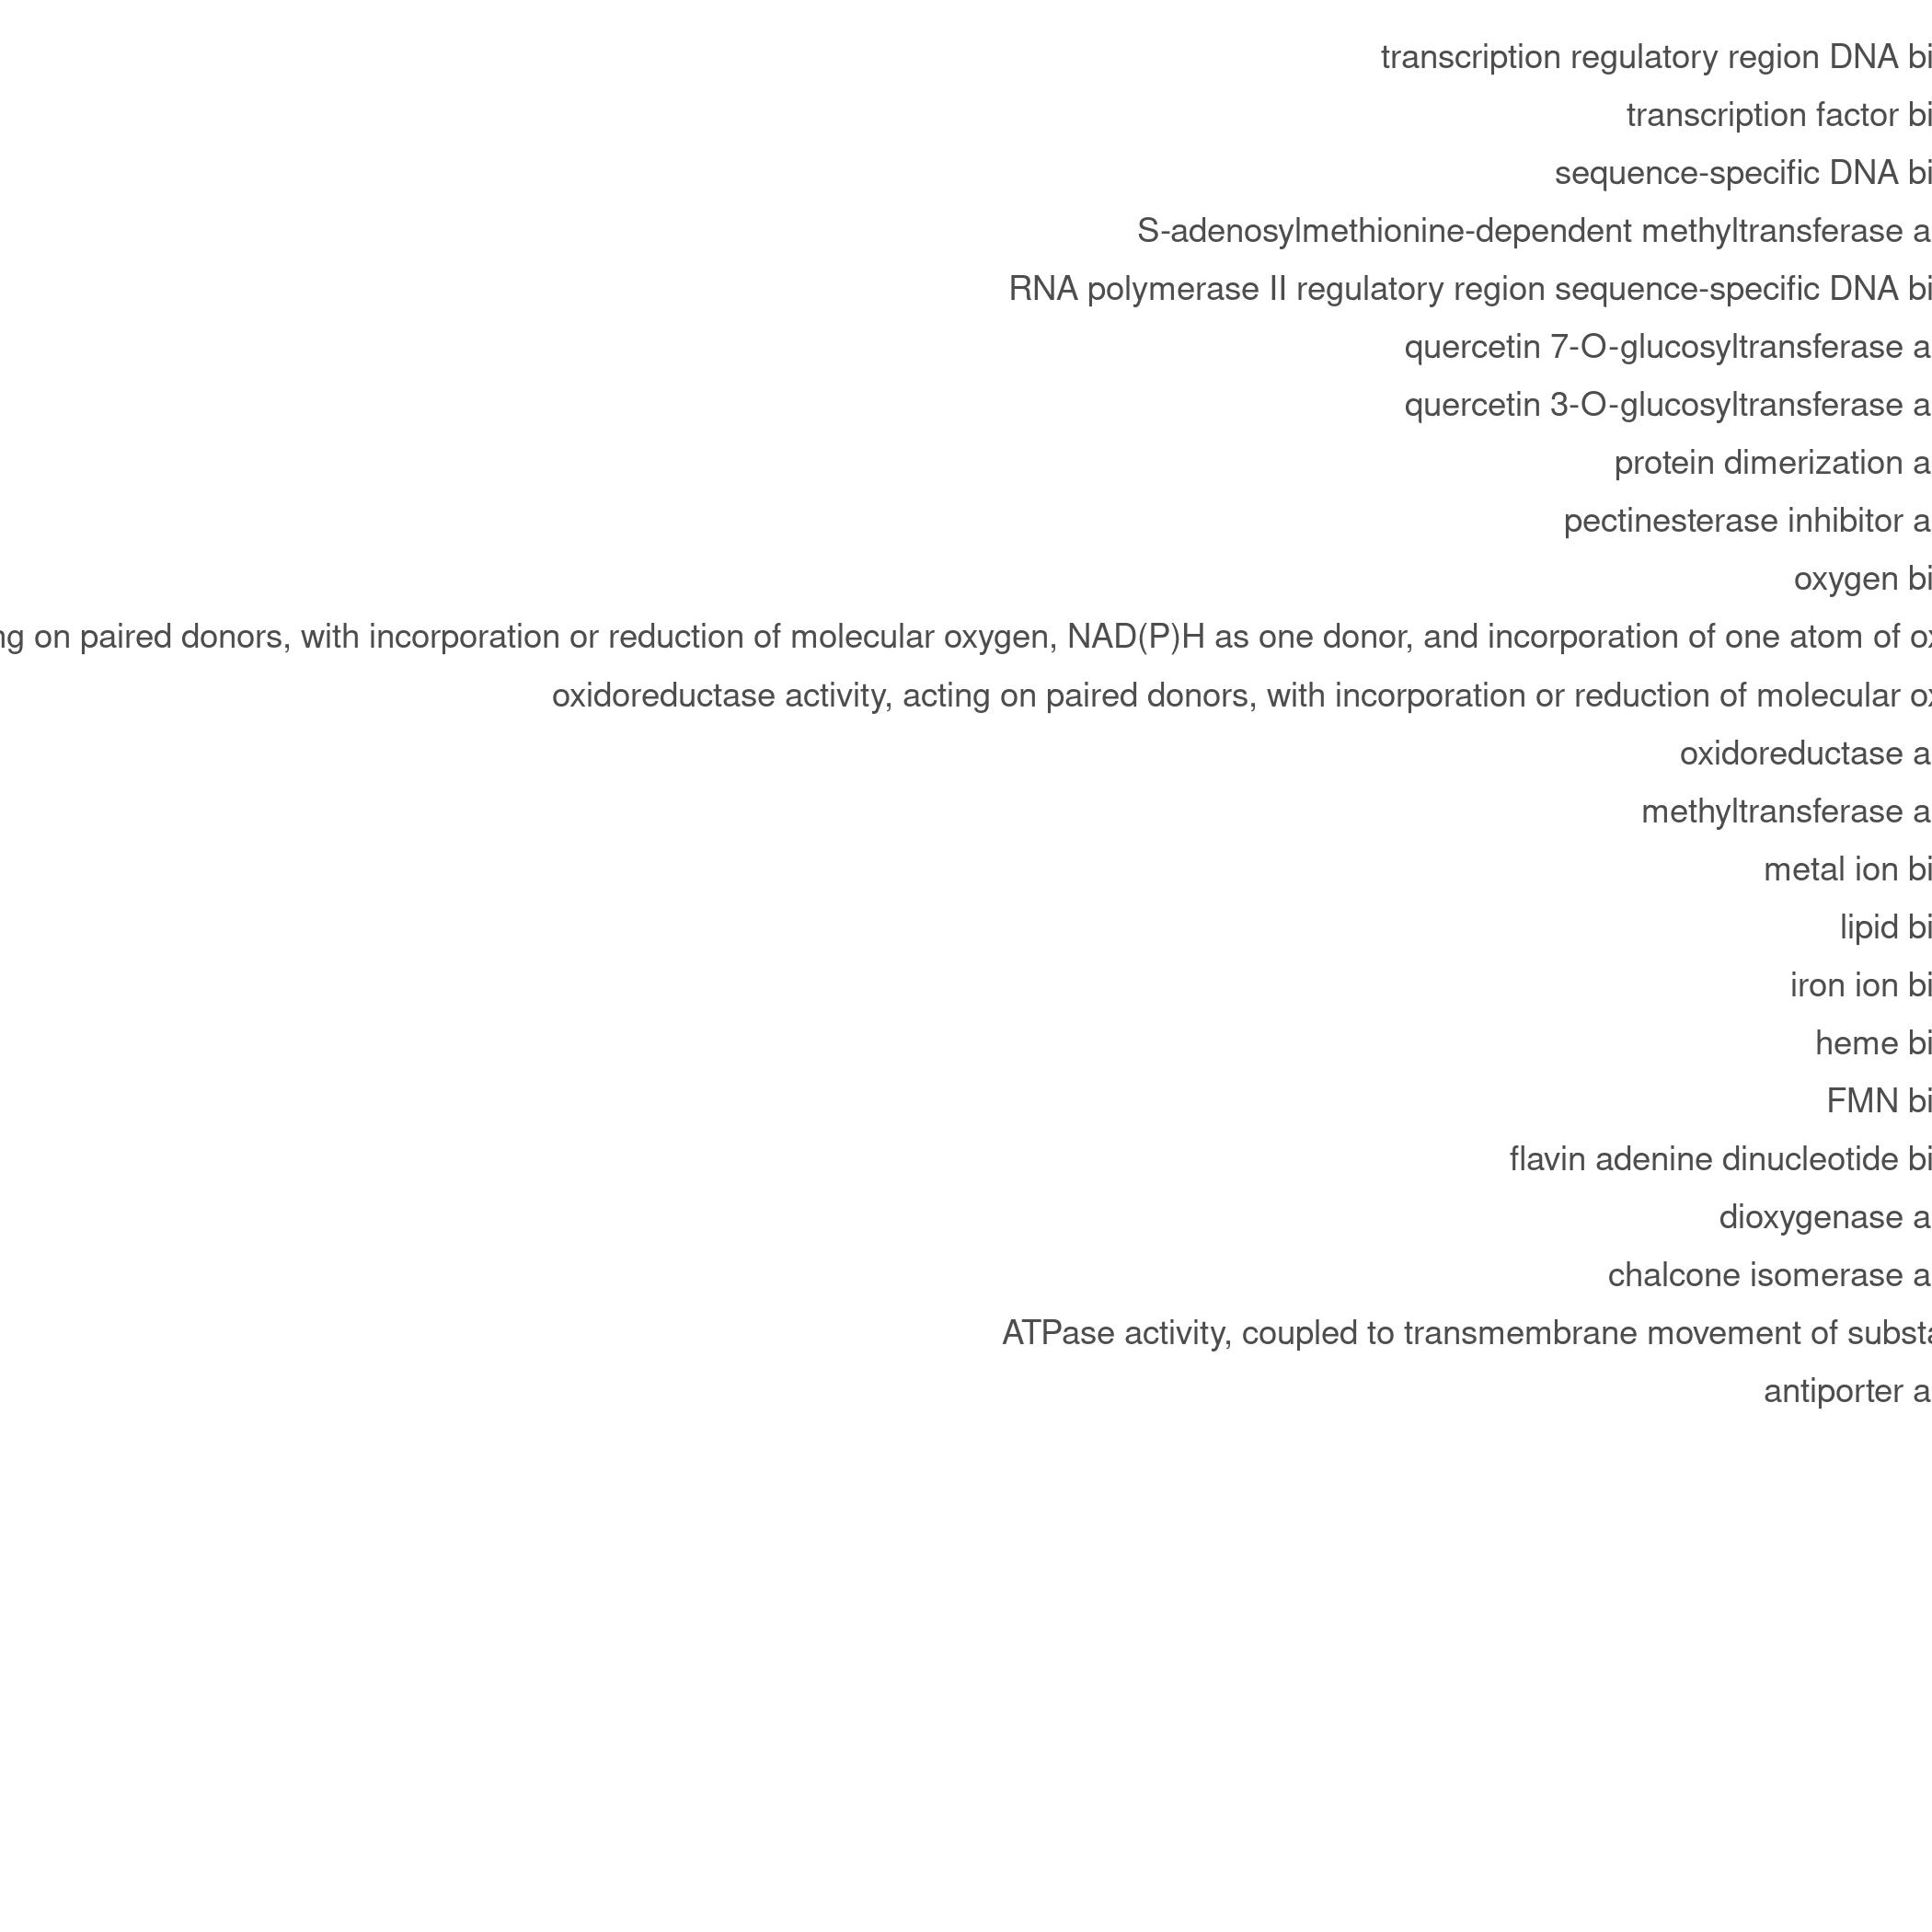 transcription regulatory region DNA bi
transcription factor bi
sequence-specific DNA bi
S-adenosylmethionine-dependent methyltransferase a
RNA polymerase II regulatory region sequence-specific DNA bi
quercetin 7-O-glucosyltransferase a
quercetin 3-O-glucosyltransferase a
protein dimerization a
pectinesterase inhibitor a
oxygen bi
ng on paired donors, with incorporation or reduction of molecular oxygen, NAD(P)H as one donor, and incorporation of one atom of ox
oxidoreductase activity, acting on paired donors, with incorporation or reduction of molecular ox
oxidoreductase a
methyltransferase a
metal ion bi
lipid bi
iron ion bi
heme bi
FMN bi
flavin adenine dinucleotide bi
dioxygenase a
chalcone isomerase a
ATPase activity, coupled to transmembrane movement of substa
antiporter a